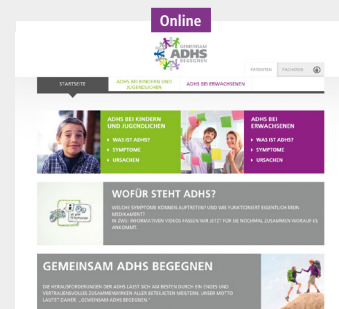 Online
GEMEINSAM
ADHS
BEGEGNEN
PATIENTEN
FACHKREISE
STARTSEITE
ADHS BEI KINDERN UND
JUGENDLICHEN
ADHS BEI ERWACHSENEN
ADHS BEI KINDERN
UND JUGENDLICHEN
WAS IST ADHS?
SYMPTOME
URSACHEN
ADHS BEI
ERWACHSENEN
WAS IST ADHS?
SYMPTOME
URSACHEN
WOFÜR STEHT ADHS?
WELCHE SYMPTOME KÖNNEN AUFTRETEN? UND WIE FUNKTIONIERT EIGENTLICH MEIN
MEDIKAMENT?
IN ZWEI INFORMATIVEN VIDEOS FASSEN WIR JETZT FÜR SIE NOCHMAL ZUSAMMEN WORAUF ES
ANKOMMT.
GEMEINSAM ADHS BEGEGNEN
DIE HERAUSFORDERUNGEN DER ADHS LÄSST SICH AM BESTEN DURCH EIN ENGES UND
VERTRAUENSVOLLES ZUSAMMENWIRKEN ALLER BETEILIGTEN MEISTERN. UNSER MOTTO
LAUTET DAHER: „GEMEINSAM ADHS BEGEGNEN."